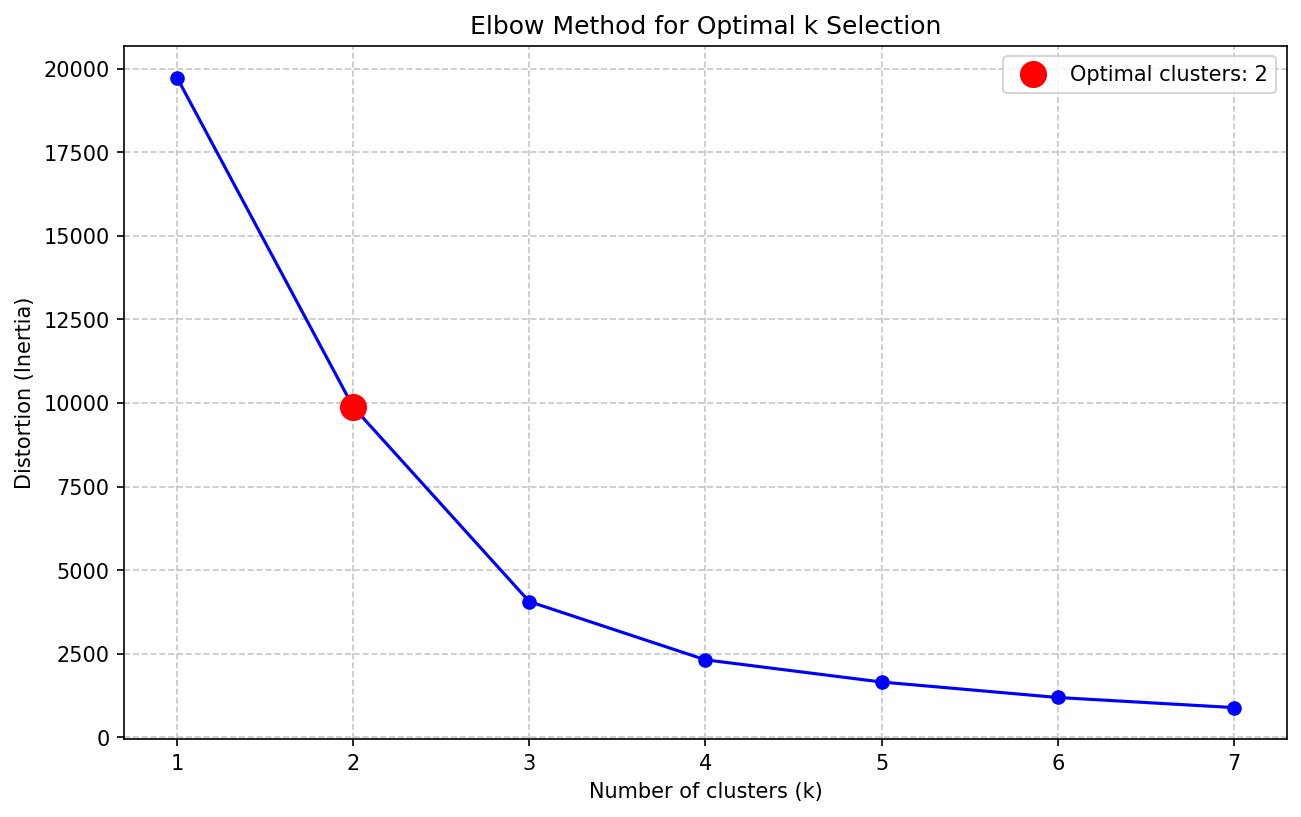 Elbow Method for Optimal k Selection
Optimal clusters: 2
Distortion (Inertia)
20000
17500
15000
12500
10000
7500
5000
2500
0
1 2 3 4 5 6 7
Number of clusters (k)